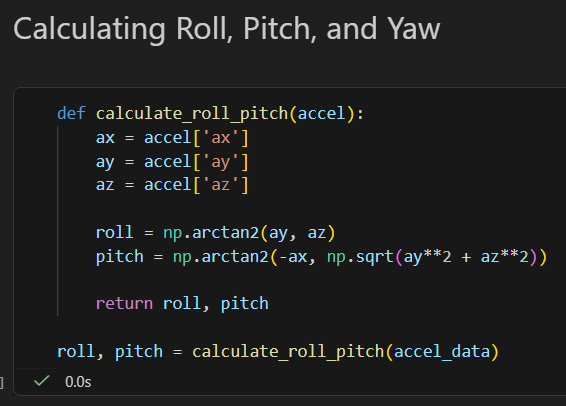 Calculating Roll, Pitch, and Yaw
def calculate_roll_pitch(accel):
ax = accel['ax']
ay = accel['ay']
az = accel['az']
roll = np.arctan2(ay, az)
pitch = np.arctan2(-ax, np.sqrt(ay**2 + az**2))
return roll, pitch
roll, pitch = calculate_roll_pitch(accel_data)
] ✓ 0.0s